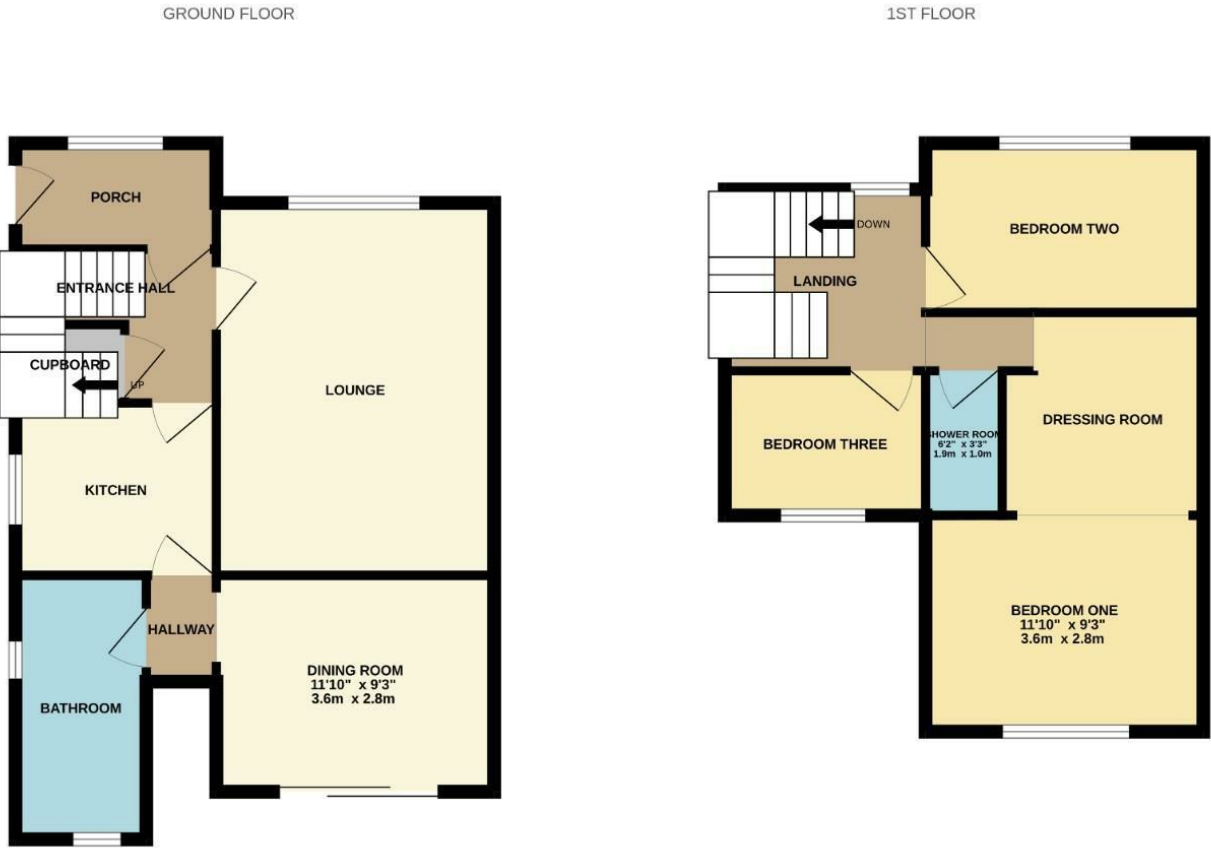 GROUND FLOOR
PORCH
ENTRANCE HALL
CUPBOARD
UP
LOUNGE
KITCHEN
HALLWAY
DINING ROOM
11'10" x 9'3"
3.6m x 2.8m
BATHROOM
1ST FLOOR
BEDROOM TWO
DOWN
LANDING
DRESSING ROOM
BEDROOM THREE
SHOWER ROOM
6'2" x 3'3"
1.9m x 1.0m
BEDROOM ONE
11'10" x 9'3"
3.6m x 2.8m